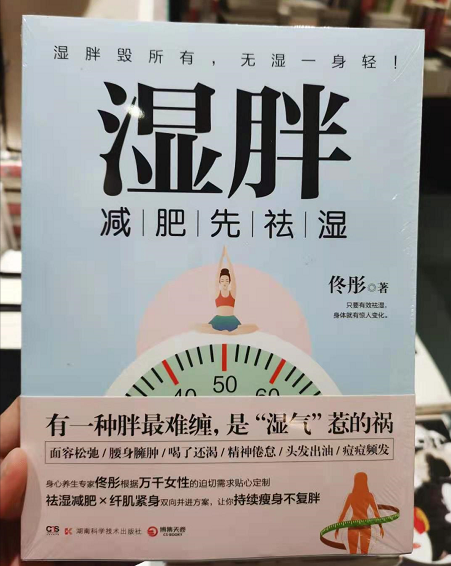 湿胖毁所有，无湿一身轻！
湿胖
减|肥|先|祛|湿
佟彤◎著
只要有效祛湿，
身体就有惊人变化。
40 50 60
有一种胖最难缠，是“湿气”惹的祸
/面容松弛/腰身臃肿/喝了还渴/精神倦怠/头发出油/痘痘频发
身心养生专家佟彤根据万千女性的迫切需求贴心定制
祛湿减肥×纤肌紧身双向并进方案，让你持续瘦身不复胖
湖南科学技术出版社 博集天卷
CS-BOOKY